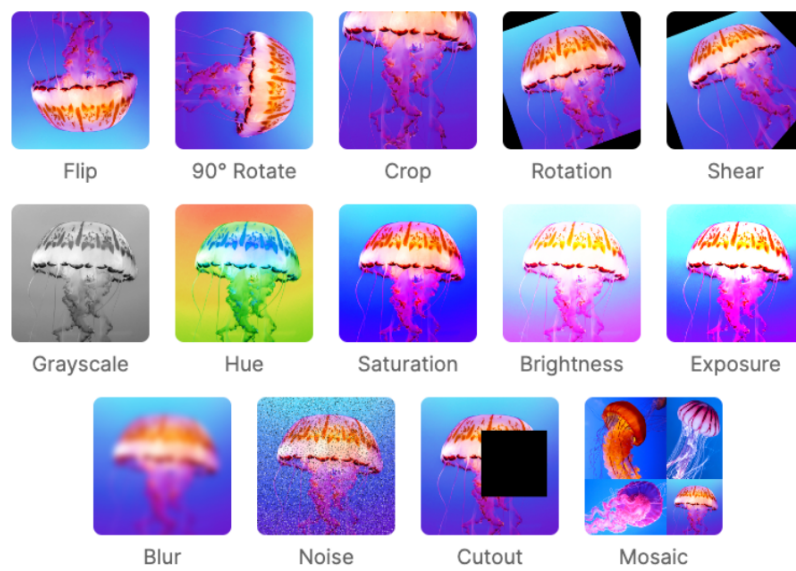 Flip
90° Rotate
Crop
Rotation
Shear
Grayscale
Hue
Saturation
Brightness
Exposure
Blur
Noise
Cutout
Mosaic